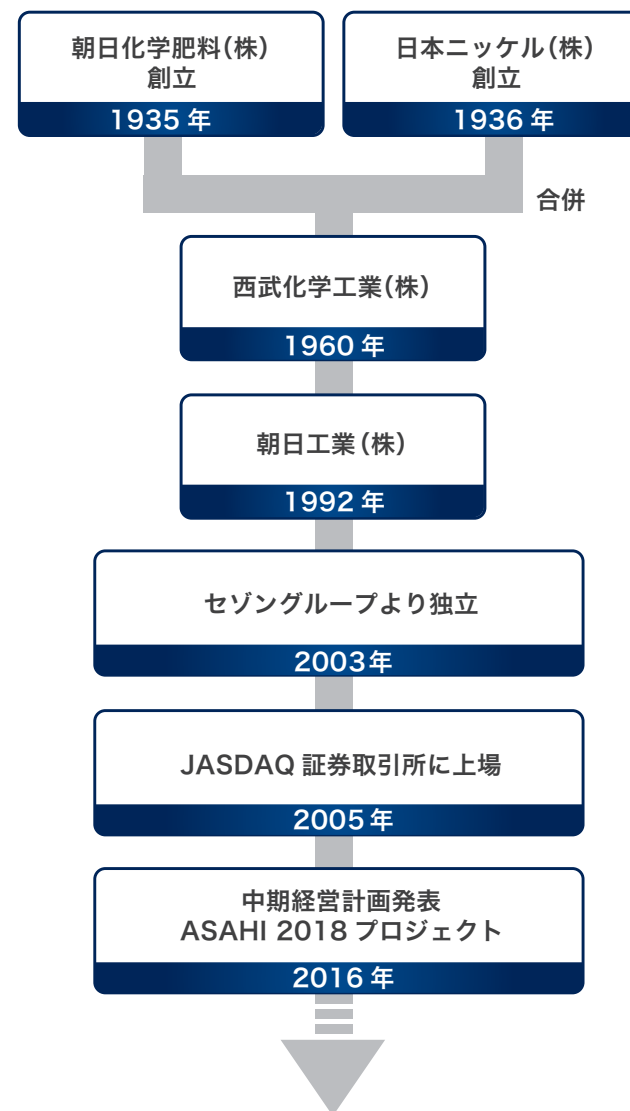 朝日化学肥料(株)
創立
1935 年
日本ニッケル(株)
創立
1936 年
合併
西武化学工業(株)
1960 年
朝日工業(株)
1992 年
セゾングループより独立
2003年
JASDAQ 証券取引所に上場
2005 年
中期経営計画発表
ASAHI 2018 プロジェクト
2016 年